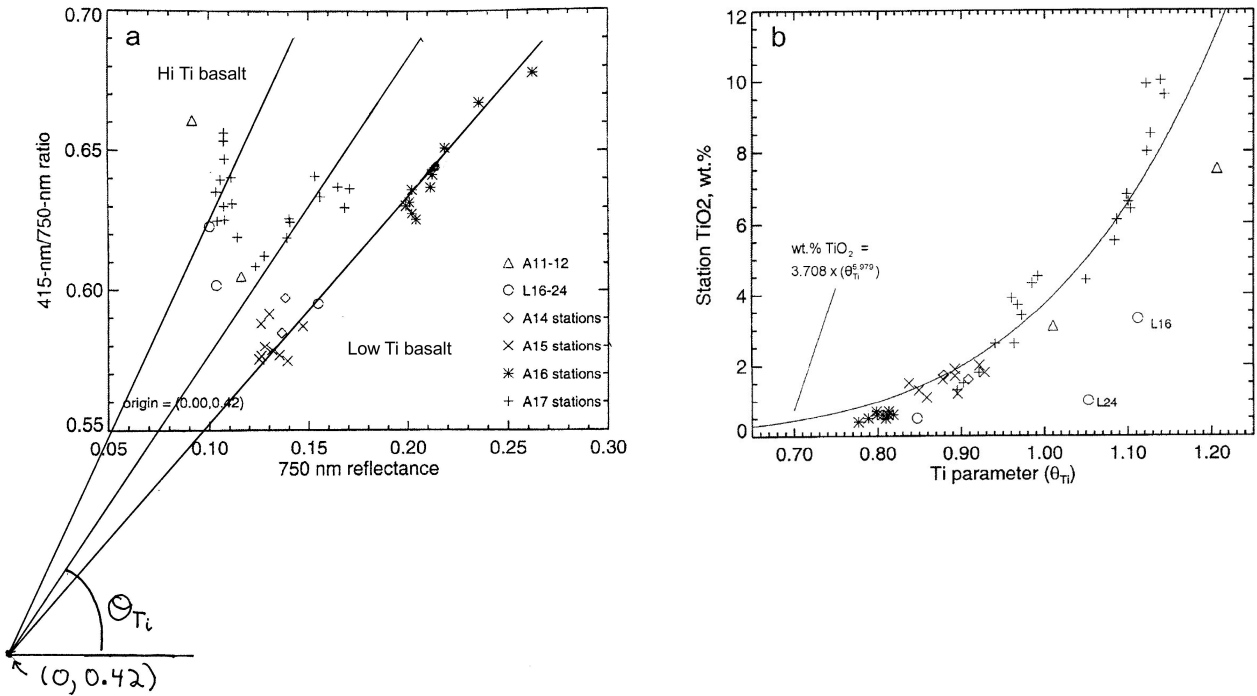 a
Hi Ti basalt
415-nm/750-nm ratio
0.70
0.65
0.60
0.55
A11-12
L16-24
A14 stations
A15 stations
A16 stations
A17 stations
Low Ti basalt
origin = (0.00,0.42)
0.05
0.10
0.15
0.20
0.25
0.30
750 nm reflectance
ΘTi
(0, 0.42)
b
Station TiO2, wt.%
12
10
8
6
4
2
0
wt.% TiO2 =
3.708 x (θTi^5.979)
L16
L24
0.70
0.80
0.90
1.00
1.10
1.20
Ti parameter (θTi)